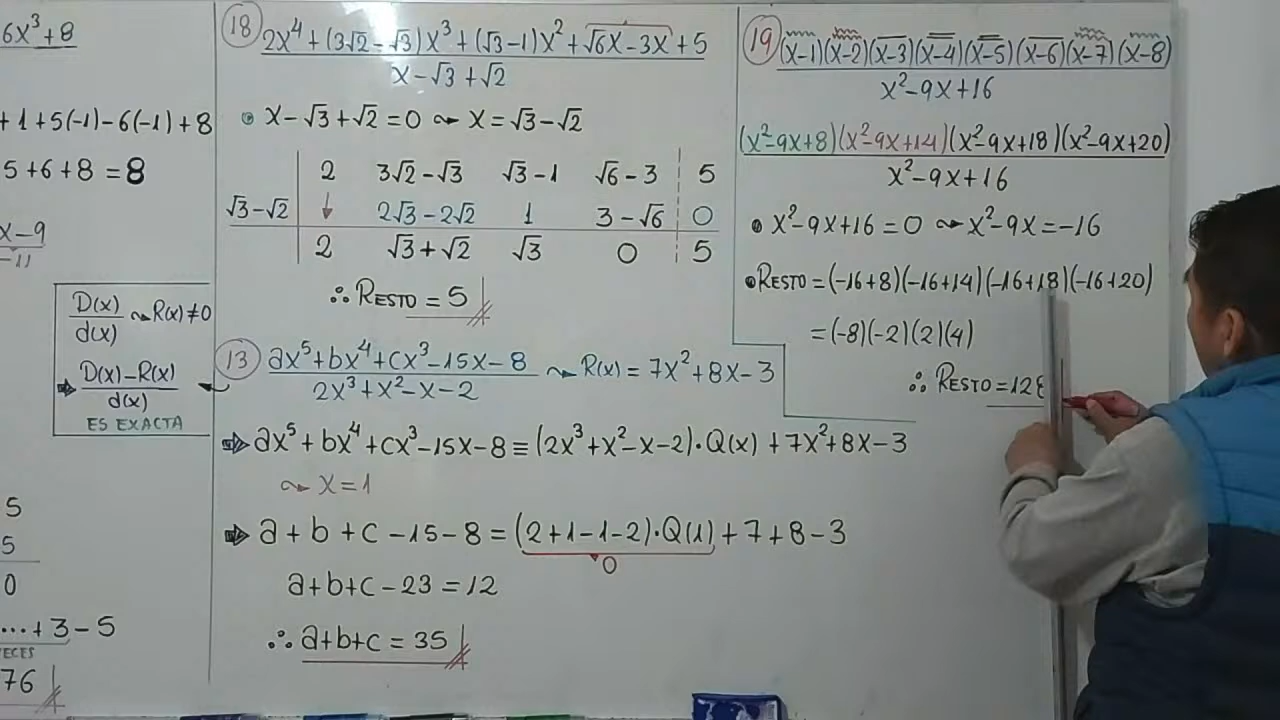 6x³+8
+1+5(-1)-6(-1)+8
5+6+8=8
x-9
-11
D(x)/d(x) ⤳ R(x)≠0
D(x)-R(x)/d(x)
ES EXACTA
5
5
0
...+3-5
VECES
76
18 2x⁴+(3√2-√3)x³+(√3-1)x²+√6x-3x+5
x-√3+√2
x-√3+√2=0 ⤳ x=√3-√2
2 3√2-√3 √3-1 √6-3 5
√3-√2 ↓ 2√3-2√2 1 3-√6 0
2 √3+√2 √3 0 5
∴ RESTO = 5
13 ax⁵+bx⁴+cx³-15x-8 ⤳ R(x)=7x²+8x-3
2x³+x²-x-2
⇒ ax⁵+bx⁴+cx³-15x-8≡(2x³+x²-x-2)·Q(x)+7x²+8x-3
⤳ x=1
⇒ a+b+c-15-8=(2+1-1-2)·Q(1)+7+8-3
0
a+b+c-23=12
∴ a+b+c=35
19 (x-1)(x-2)(x-3)(x-4)(x-5)(x-6)(x-7)(x-8)
x²-9x+16
(x²-9x+8)(x²-9x+14)(x²-9x+18)(x²-9x+20)
x²-9x+16
• x²-9x+16=0 ⤳ x²-9x=-16
• RESTO=(-16+8)(-16+14)(-16+18)(-16+20)
=(-8)(-2)(2)(4)
∴ RESTO=128